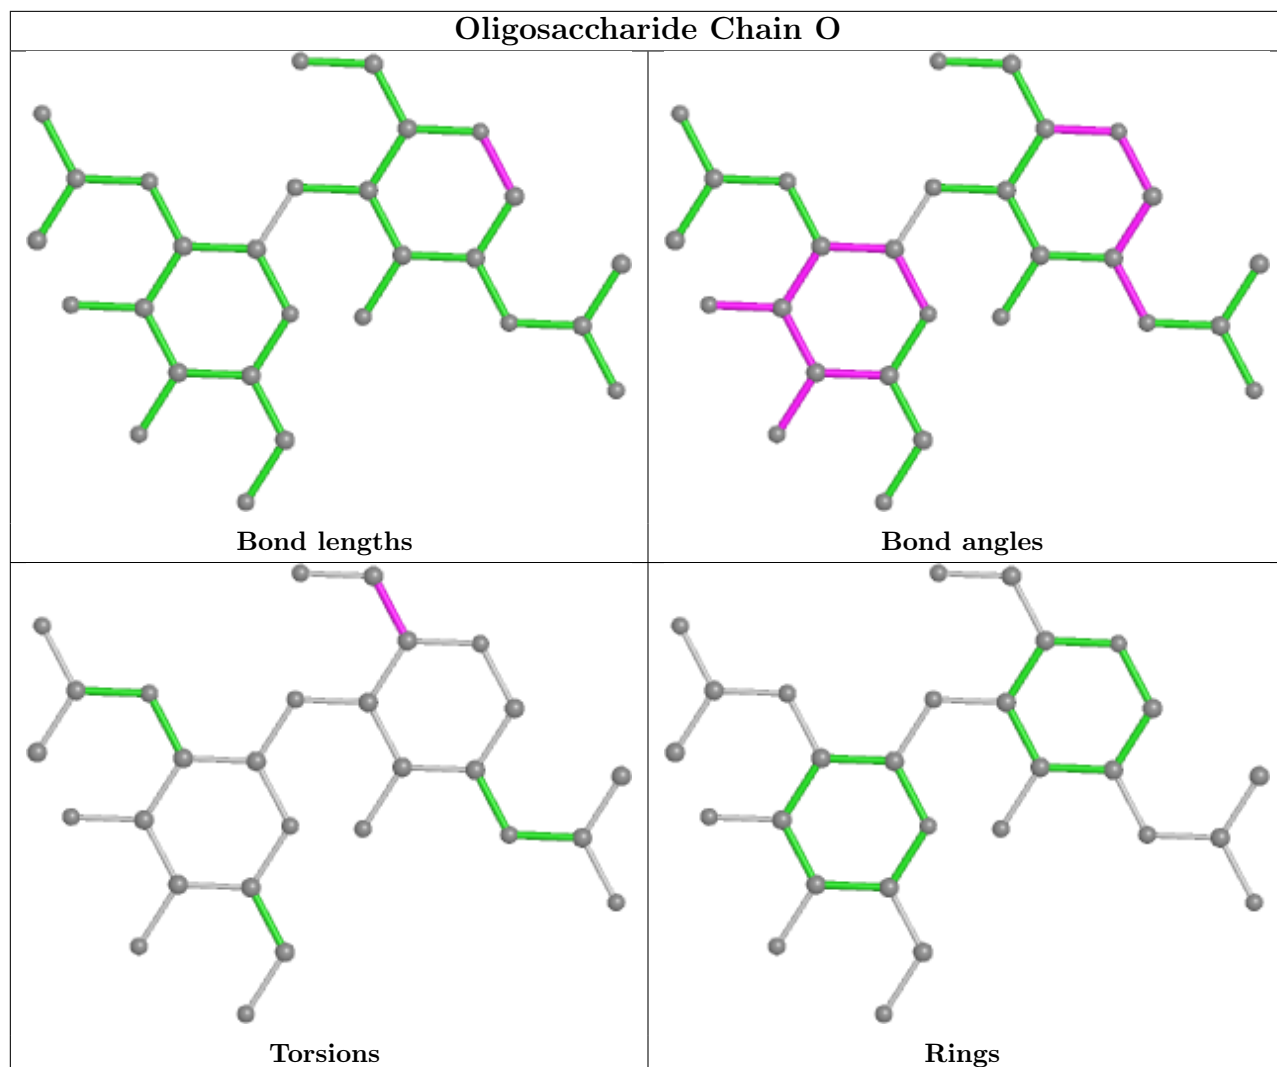 Oligosaccharide Chain O
Bond lengths
Bond angles
Torsions
Rings